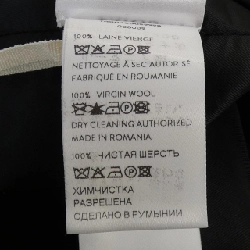 100% LAINE VIERGE
NETTOYAGE À SEC AUTORISÉ
FABRIQUÉ EN ROUMANIE
100% VIRGIN WOOL
DRY CLEANING AUTHORIZED
MADE IN ROMANIA
100% ЧИСТАЯ ШЕРСТЬ
ХИМЧИСТКА
РАЗРЕШЕНА
СДЕЛАНО В РУМЫНИИ